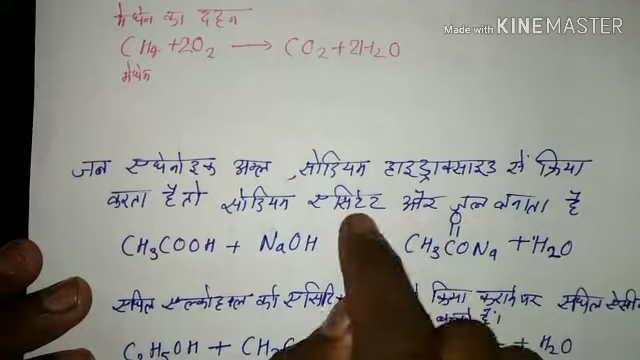 Made with KINEMASTER
मेथेन का दहन
CH4 + 2O2 → CO2 + 2H2O
मेथेन
जब एथेनोइक अम्ल, सोडियम हाइड्राक्साइड से क्रिया
करता है तो सोडियम एसिटेट और जल बनाता है
O
CH3COOH + NaOH CH3CONa + H2O
एथिल एल्कोहल को एसिटि क्रिया कराने पर एथिल
है।
C2H5OH + CH3C + H2O